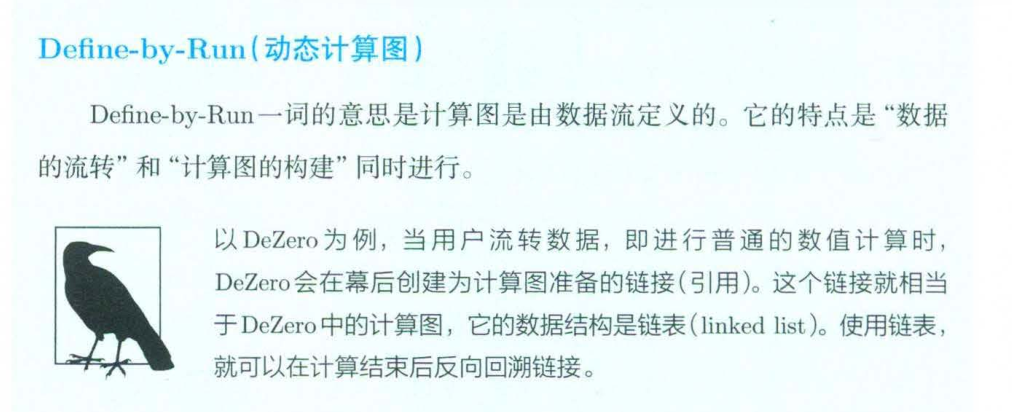 Define-by-Run(动态计算图)
Define-by-Run一词的意思是计算图是由数据流定义的。它的特点是“数据
的流转”和“计算图的构建”同时进行。
以DeZero为例，当用户流转数据，即进行普通的数值计算时，
DeZero会在幕后创建为计算图准备的链接(引用)。这个链接就相当
于DeZero中的计算图，它的数据结构是链表(linked list)。使用链表，
就可以在计算结束后反向回溯链接。